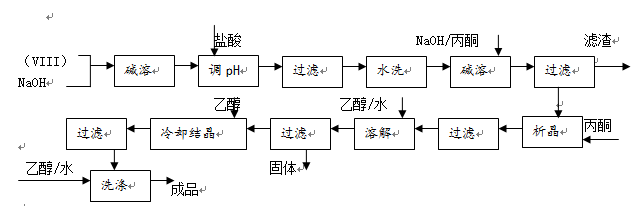 盐酸
NaOH/丙酮
滤渣
（VIII）
NaOH
碱溶
调 pH
过滤
水洗
碱溶
过滤
乙醇
乙醇/水
丙酮
过滤
冷却结晶
过滤
溶解
过滤
析晶
乙醇/水
固体
洗涤
成品